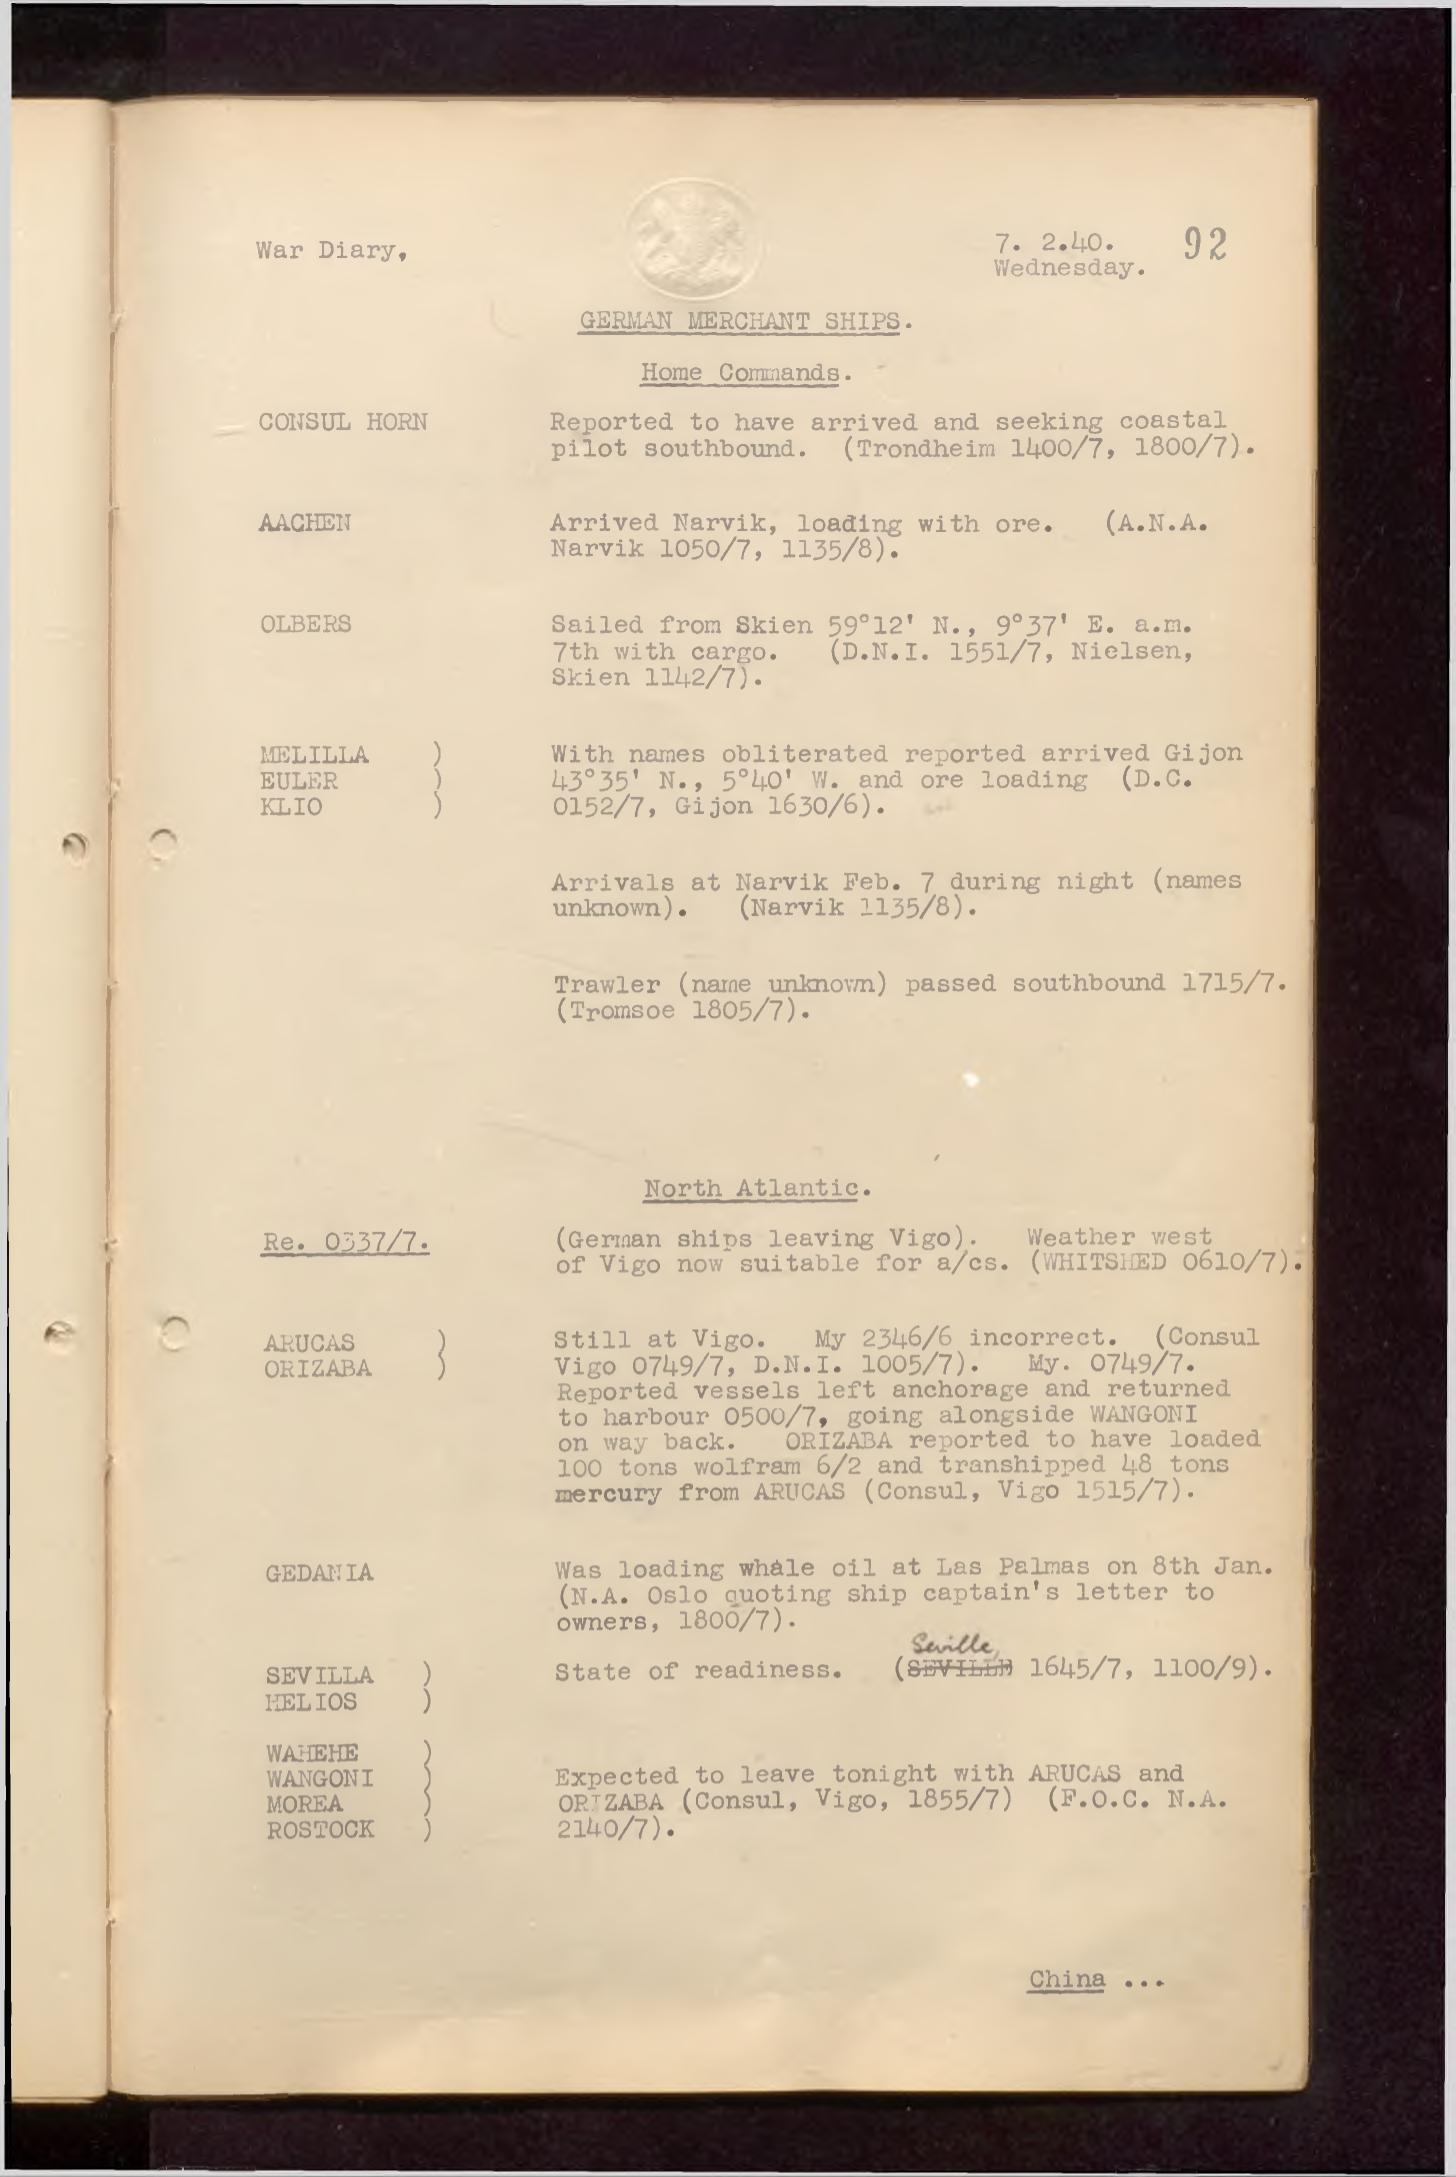 War Diary,
7. 2.40. 92
Wednesday.
GERMAN MERCHANT SHIPS.
Home Commands.
CONSUL HORN Reported to have arrived and seeking coastal
pilot southbound. (Trondheim 1400/7, 1800/7).
AACHEN Arrived Narvik, loading with ore. (A.N.A.
Narvik 1050/7, 1135/8).
OLBERS Sailed from Skien 59°12' N., 9°37' E. a.m.
7th with cargo. (D.N.I. 1551/7, Nielsen,
Skien 1142/7).
MELILLA ) With names obliterated reported arrived Gijon
EULER ) 43°35' N., 5°40' W. and ore loading (D.C.
KLIO ) 0152/7, Gijon 1630/6).
Arrivals at Narvik Feb. 7 during night (names
unknown). (Narvik 1135/8).
Trawler (name unknown) passed southbound 1715/7.
(Tromsoe 1805/7).
North Atlantic.
Re. 0337/7. (German ships leaving Vigo). Weather west
of Vigo now suitable for a/cs. (WHITSHED 0610/7).
ARUCAS ) Still at Vigo. My 2346/6 incorrect. (Consul
ORIZABA ) Vigo 0749/7, D.N.I. 1005/7). My. 0749/7.
Reported vessels left anchorage and returned
to harbour 0500/7, going alongside WANGONI
on way back. ORIZABA reported to have loaded
100 tons wolfram 6/2 and transhipped 48 tons
mercury from ARUCAS (Consul, Vigo 1515/7).
GEDANIA Was loading whale oil at Las Palmas on 8th Jan.
(N.A. Oslo quoting ship captain's letter to
owners, 1800/7).
Seville,
SEVILLA ) State of readiness. (SEVILLE 1645/7, 1100/9).
HELIOS )
WAHEHE )
WANGONI ) Expected to leave tonight with ARUCAS and
MOREA ) ORIZABA (Consul, Vigo, 1855/7) (F.O.C. N.A.
ROSTOCK ) 2140/7).
China ...